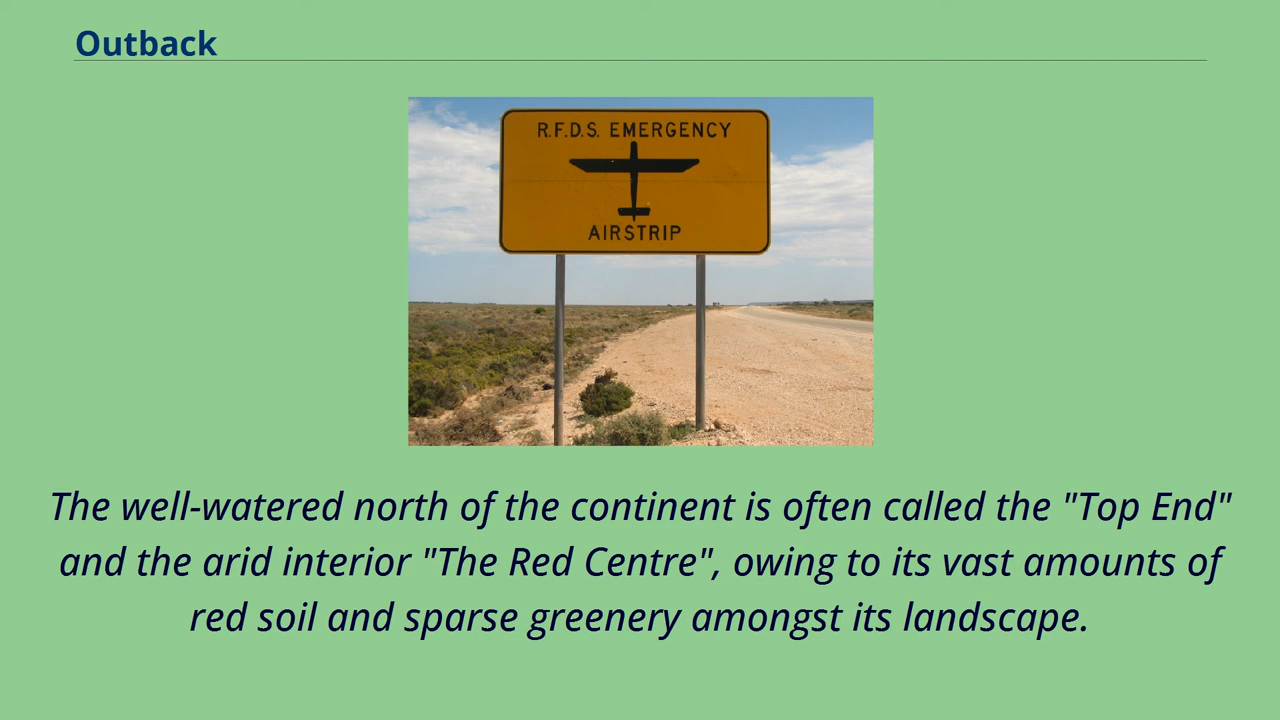 Outback
R.F.D.S. EMERGENCY
AIRSTRIP
The well-watered north of the continent is often called the "Top End"
and the arid interior "The Red Centre", owing to its vast amounts of
red soil and sparse greenery amongst its landscape.